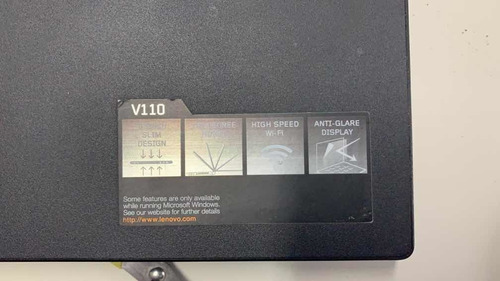 V110
SLIM
DESIGN
HIGH SPEED
Wi-Fi
ANTI-GLARE
DISPLAY
Some features are only available
while running Microsoft Windows.
See our website for further details
http://www.lenovo.com